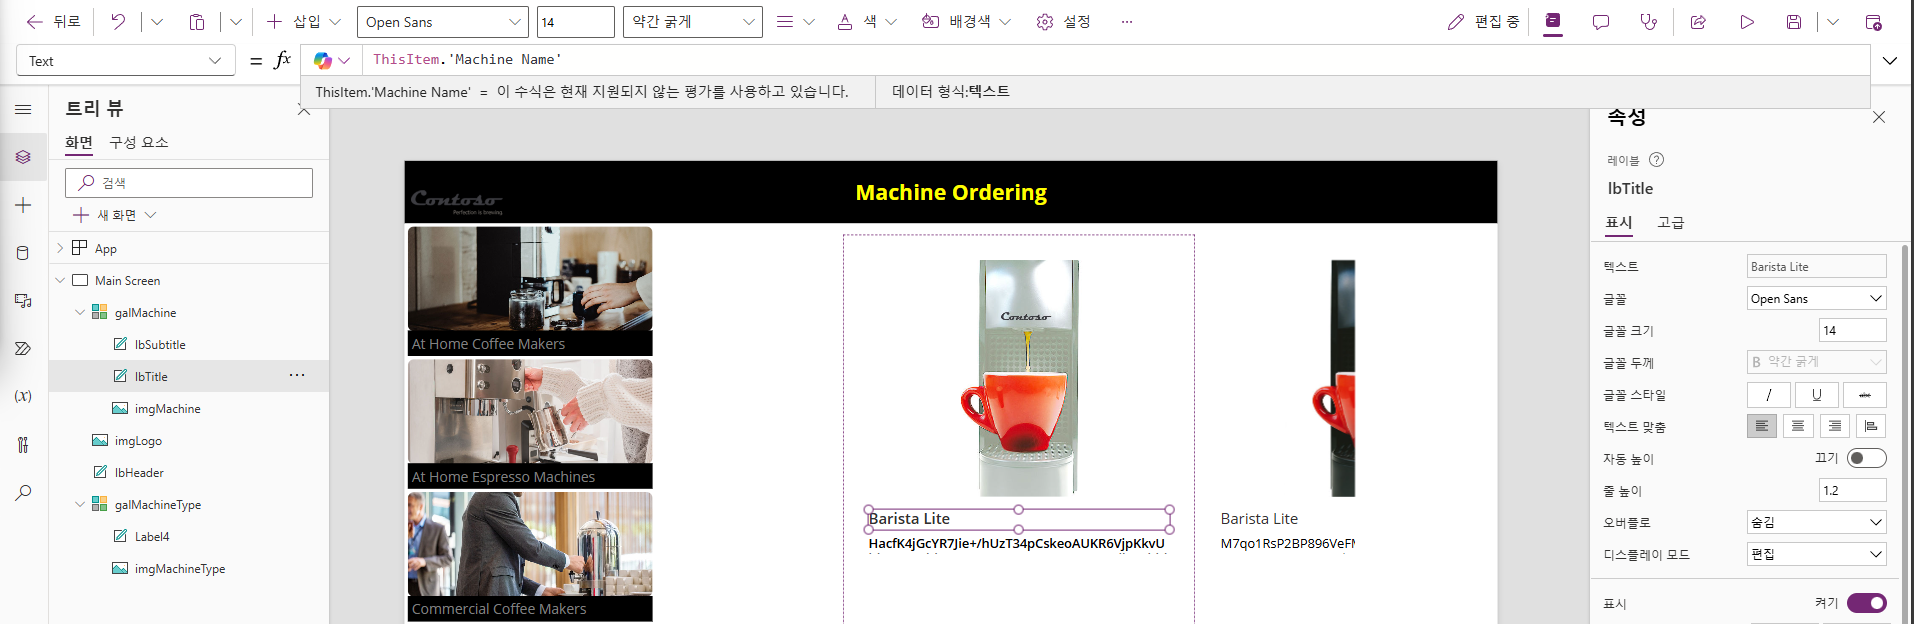 뒤로
삽입
Open Sans
14
약간 굵게
색
배경색
설정
편집 중
Text
= fx
ThisItem.'Machine Name'
ThisItem.'Machine Name' = 이 수식은 현재 지원되지 않는 평가를 사용하고 있습니다.
데이터 형식:텍스트
트리 뷰
화면
구성 요소
검색
새 화면
App
Main Screen
galMachine
lbSubtitle
lbTitle
imgMachine
imgLogo
lbHeader
galMachineType
Label4
imgMachineType
Contoso
Perfection is brewing
Machine Ordering
At Home Coffee Makers
At Home Espresso Machines
Commercial Coffee Makers
Contoso
Barista Lite
HacfK4jGcYR7Jie+/hUzT34pCskeoAUKR6VjpKkvU
Barista Lite
M7qo1RsP2BP896VeFM
속성
레이블
lbTitle
표시
고급
텍스트
Barista Lite
글꼴
Open Sans
글꼴 크기
14
글꼴 두께
B 약간 굵게
글꼴 스타일
/ U abc
텍스트 맞춤
자동 높이
끄기
줄 높이
1.2
오버플로
숨김
디스플레이 모드
편집
표시
켜기